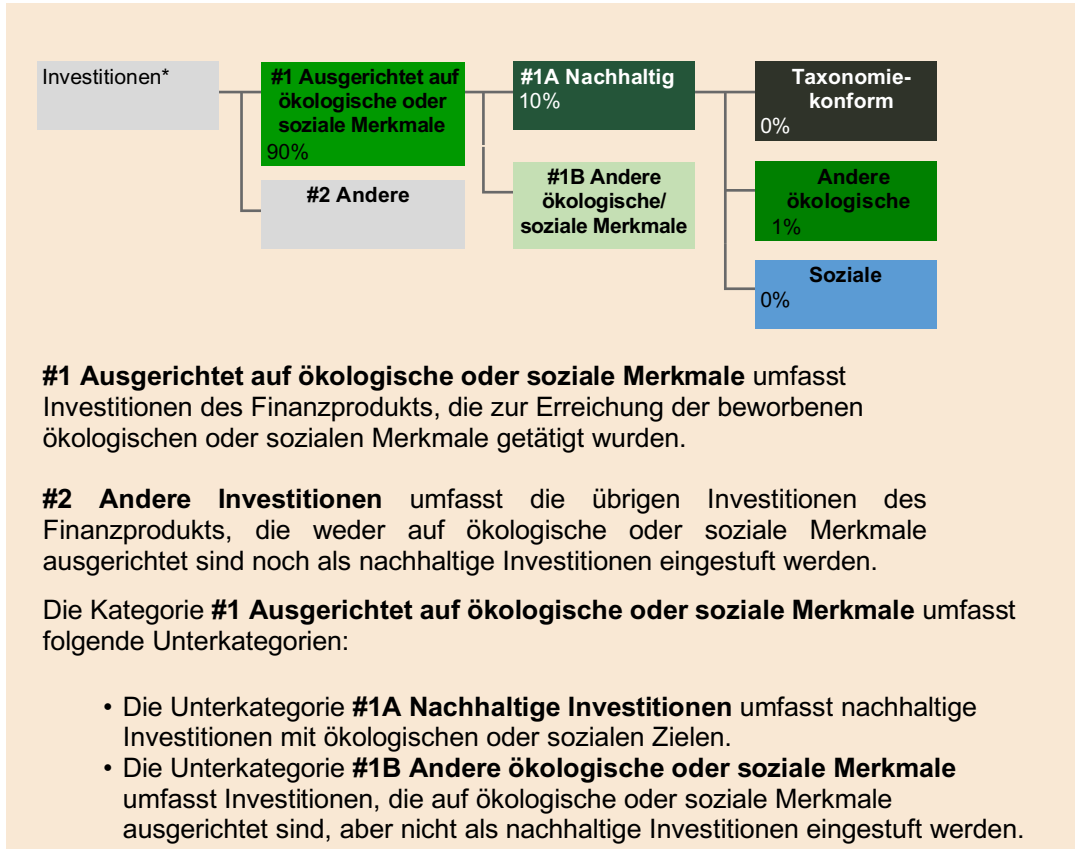 Investitionen*
#1 Ausgerichtet auf
ökologische oder
soziale Merkmale
90%
#2 Andere
#1A Nachhaltig
10%
#1B Andere
ökologische/
soziale Merkmale
Taxonomie-
konform
0%
Andere
ökologische
1%
Soziale
0%
#1 Ausgerichtet auf ökologische oder soziale Merkmale umfasst
Investitionen des Finanzprodukts, die zur Erreichung der beworbenen
ökologischen oder sozialen Merkmale getätigt wurden.
#2 Andere Investitionen umfasst die übrigen Investitionen des
Finanzprodukts, die weder auf ökologische oder soziale Merkmale
ausgerichtet sind noch als nachhaltige Investitionen eingestuft werden.
Die Kategorie #1 Ausgerichtet auf ökologische oder soziale Merkmale umfasst
folgende Unterkategorien:
• Die Unterkategorie #1A Nachhaltige Investitionen umfasst nachhaltige
Investitionen mit ökologischen oder sozialen Zielen.
• Die Unterkategorie #1B Andere ökologische oder soziale Merkmale
umfasst Investitionen, die auf ökologische oder soziale Merkmale
ausgerichtet sind, aber nicht als nachhaltige Investitionen eingestuft werden.